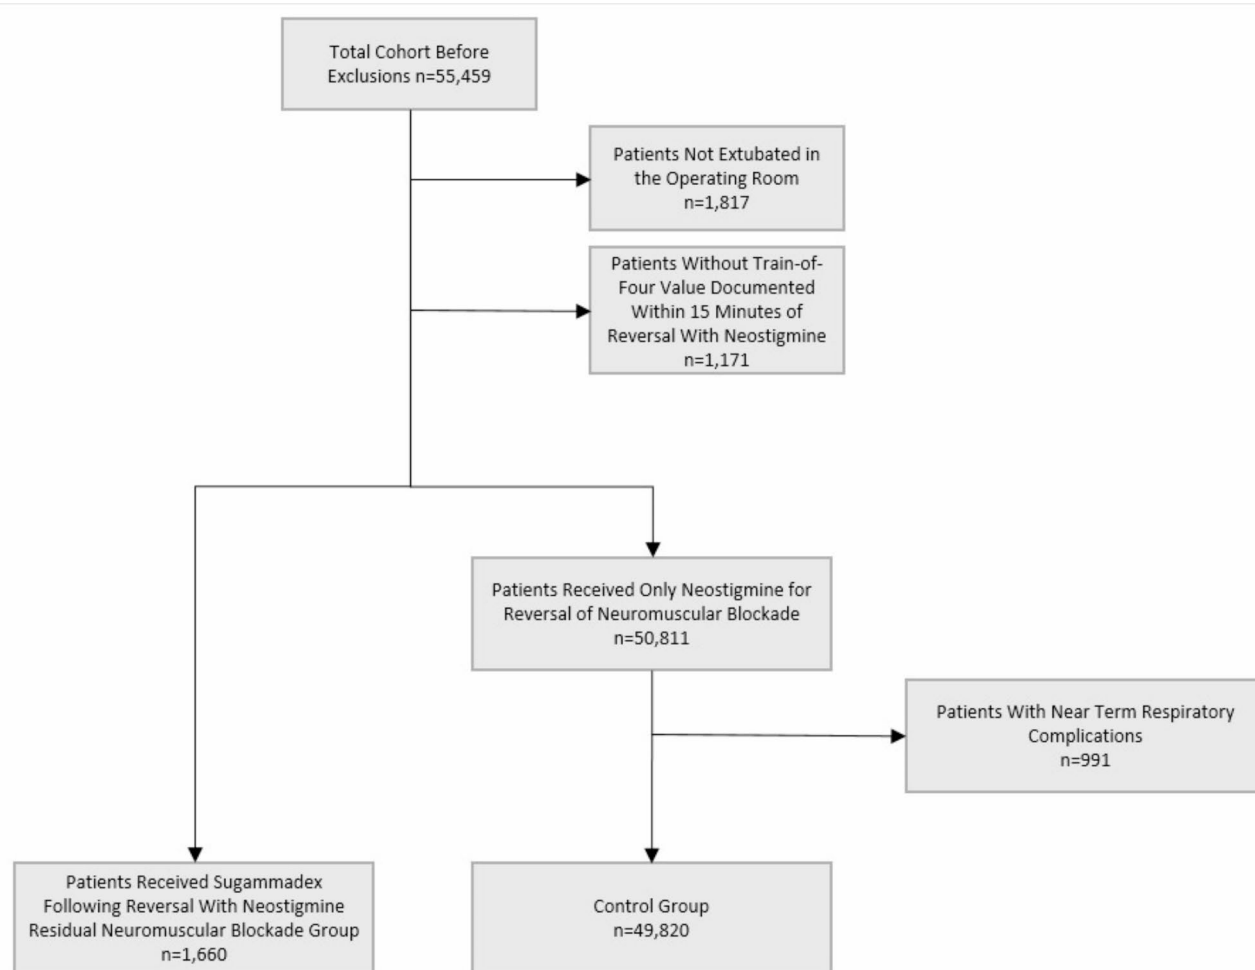 Total Cohort Before
Exclusions n=55,459
Patients Not Extubated in
the Operating Room
n=1,817
Patients Without Train-of-
Four Value Documented
Within 15 Minutes of
Reversal With Neostigmine
n=1,171
Patients Received Only Neostigmine for
Reversal of Neuromuscular Blockade
n=50,811
Patients With Near Term Respiratory
Complications
n=991
Patients Received Sugammadex
Following Reversal With Neostigmine
Residual Neuromuscular Blockade Group
n=1,660
Control Group
n=49,820